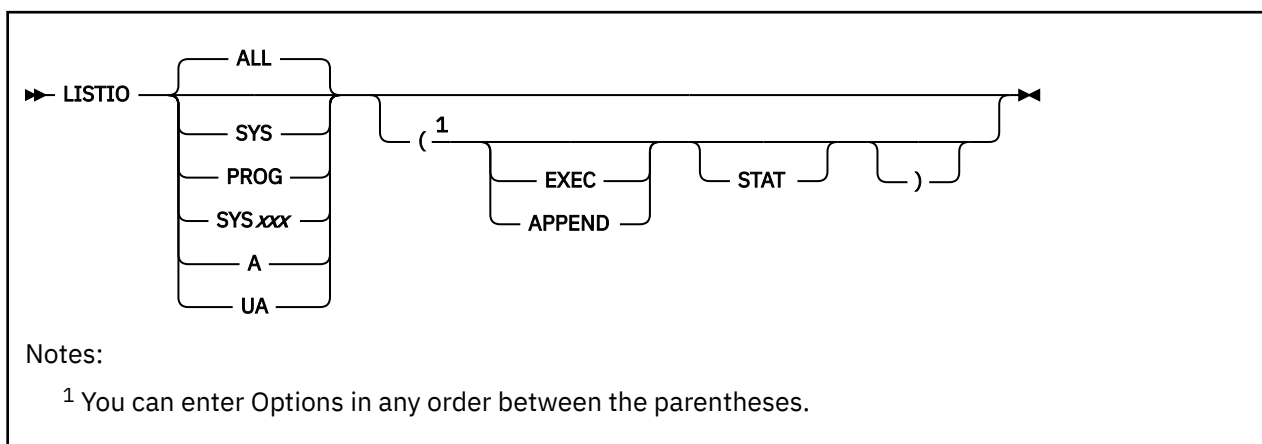 ALL
LISTIO
SYS
( 1
EXEC
STAT
)
PROG
APPEND
SYSxxx
A
UA
Notes:
1 You can enter Options in any order between the parentheses.